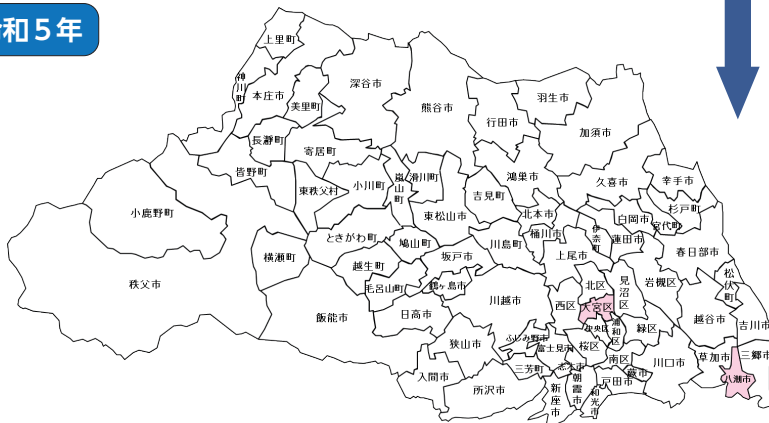 和５年
上里町
神川町
本庄市
美里町
深谷市
熊谷市
行田市
羽生市
加須市
長瀞町
寄居町
皆野町
東秩父村
小川町
嵐山町
滑川町
吉見町
鴻巣市
久喜市
幸手市
小鹿野町
東松山市
北本市
白岡市
宮代町
杉戸町
ときがわ町
鳩山町
川島町
桶川市
伊奈町
蓮田市
横瀬町
越生町
坂戸市
上尾市
春日部市
秩父市
毛呂山町
鶴ヶ島市
北区
見沼区
岩槻区
松伏町
飯能市
日高市
川越市
西区
大宮区
中央区
浦和区
緑区
越谷市
吉川市
狭山市
ふじみ野市
富士見市
桜区
南区
川口市
草加市
三郷市
入間市
所沢市
三芳町
志木市
新座市
朝霞市
和光市
戸田市
蕨市
八潮市